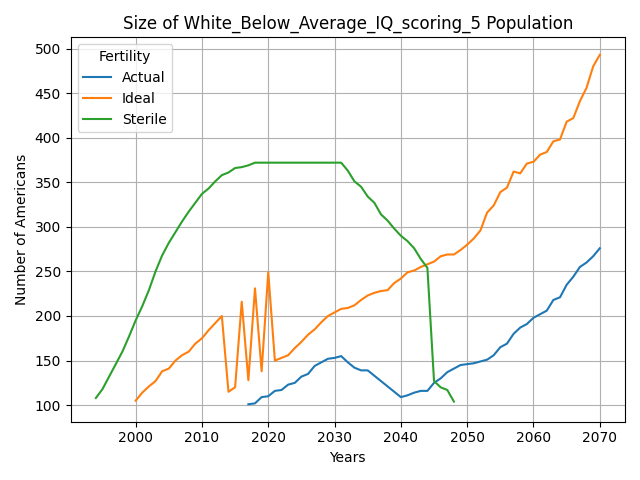 Size of White_Below_Average_IQ_scoring_5 Population
Fertility
Actual
Ideal
Sterile
Number of Americans
500
450
400
350
300
250
200
150
100
2000
2010
2020
2030
2040
2050
2060
2070
Years